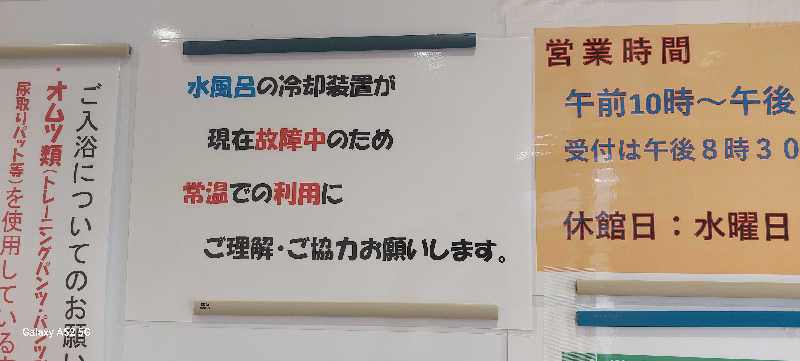 ご入浴についてのお願い
・オムツ類(トレーニングパンツ・パンツ
尿取りパット等)を使用している
水風呂の冷却装置が
現在故障中のため
常温での利用に
ご理解・ご協力お願いします。
営業時間
午前10時～午後
受付は午後8時30
休館日：水曜日
Galaxy A52 5G